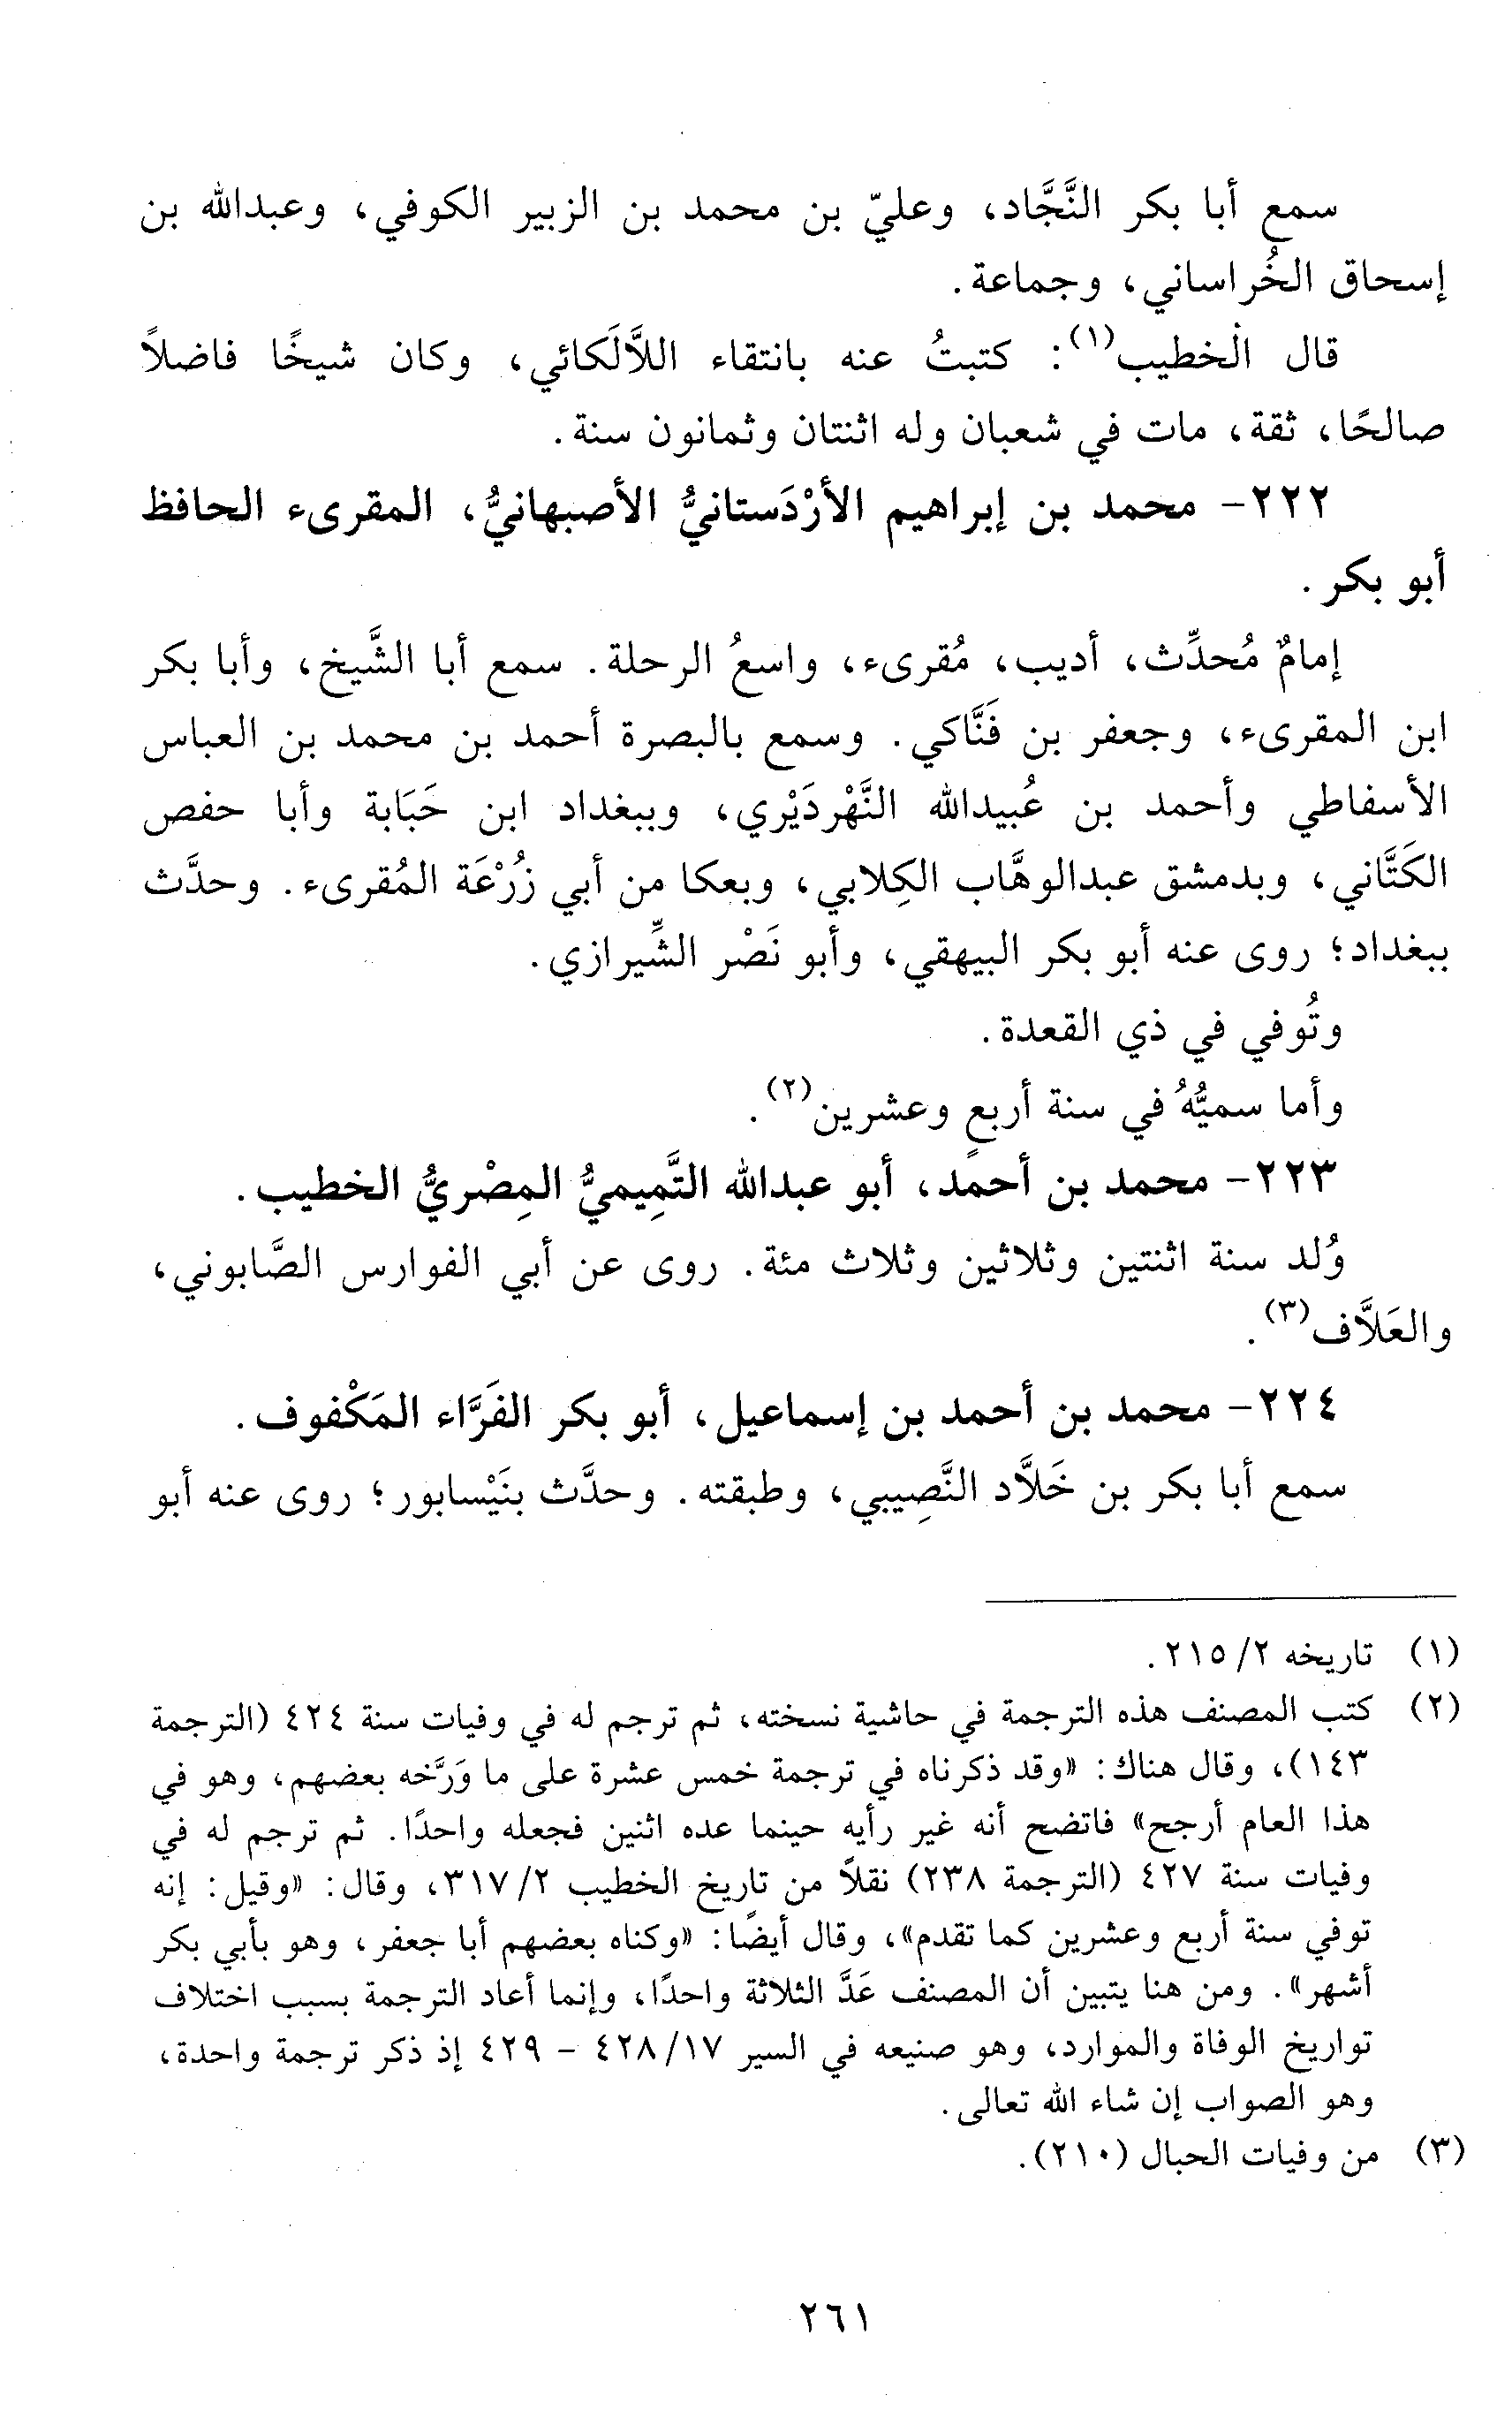 سمع أبا بكر النَّجَّاد، وعليّ بن محمد بن الزبير الكوفي، وعبدالله بن
إسحاق الخُراساني، وجماعة.
قال الخطيب(١): كتبتُ عنه بانتقاء اللاَّلَكائي، وكان شيخًا فاضلاً
صالحًا، ثقة، مات في شعبان وله اثنتان وثمانون سنة.
٢٢٢- محمد بن إبراهيم الأرْدَستانيُّ الأصبهانيُّ، المقرىء الحافظ
أبو بكر.
إمامٌ مُحدِّث، أديب، مُقرىء، واسعُ الرحلة. سمع أبا الشَّيخ، وأبا بكر
ابن المقرىء، وجعفر بن فَنَّاكي. وسمع بالبصرة أحمد بن محمد بن العباس
الأسفاطي وأحمد بن عُبيدالله النَّهْردَيْري، وببغداد ابن حَبَابة وأبا حفص
الكَتَّاني، وبدمشق عبدالوهَّاب الكِلابي، وبعكا من أبي زُرْعَة المُقرىء. وحدَّث
ببغداد؛ روى عنه أبو بكر البيهقي، وأبو نَصْر الشِّيرازي.
وتُوفي في ذي القعدة.
وأما سميُّهُ في سنة أربعٍ وعشرين(٢).
٢٢٣- محمد بن أحمد، أبو عبدالله التَّمِيميُّ المِصْريُّ الخطيب.
وُلد سنة اثنتين وثلاثين وثلاث مئة. روى عن أبي الفوارس الصَّابوني،
والعَلاَّف(٣).
٢٢٤- محمد بن أحمد بن إسماعيل، أبو بكر الفَرَّاء المَكْفوف.
سمع أبا بكر بن خَلاَّد النَّصِيبي، وطبقته. وحدَّث بنَيْسابور؛ روى عنه أبو
(١) تاريخه ٢/ ٢١٥.
(٢) كتب المصنف هذه الترجمة في حاشية نسخته، ثم ترجم له في وفيات سنة ٤٢٤ (الترجمة
١٤٣)، وقال هناك: «وقد ذكرناه في ترجمة خمس عشرة على ما وَرَّخه بعضهم، وهو في
هذا العام أرجح» فاتضح أنه غير رأيه حينما عده اثنين فجعله واحدًا. ثم ترجم له في
وفيات سنة ٤٢٧ (الترجمة ٢٣٨) نقلاً من تاريخ الخطيب ٢/ ٣١٧، وقال: «وقيل: إنه
توفي سنة أربع وعشرين كما تقدم»، وقال أيضًا: «وكناه بعضهم أبا جعفر، وهو بأبي بكر
أشهر». ومن هنا يتبين أن المصنف عَدَّ الثلاثة واحدًا، وإنما أعاد الترجمة بسبب اختلاف
تواريخ الوفاة والموارد، وهو صنيعه في السير ١٧/ ٤٢٨ - ٤٢٩ إذ ذكر ترجمة واحدة،
وهو الصواب إن شاء الله تعالى.
(٣) من وفيات الحبال (٢١٠).
٢٦١